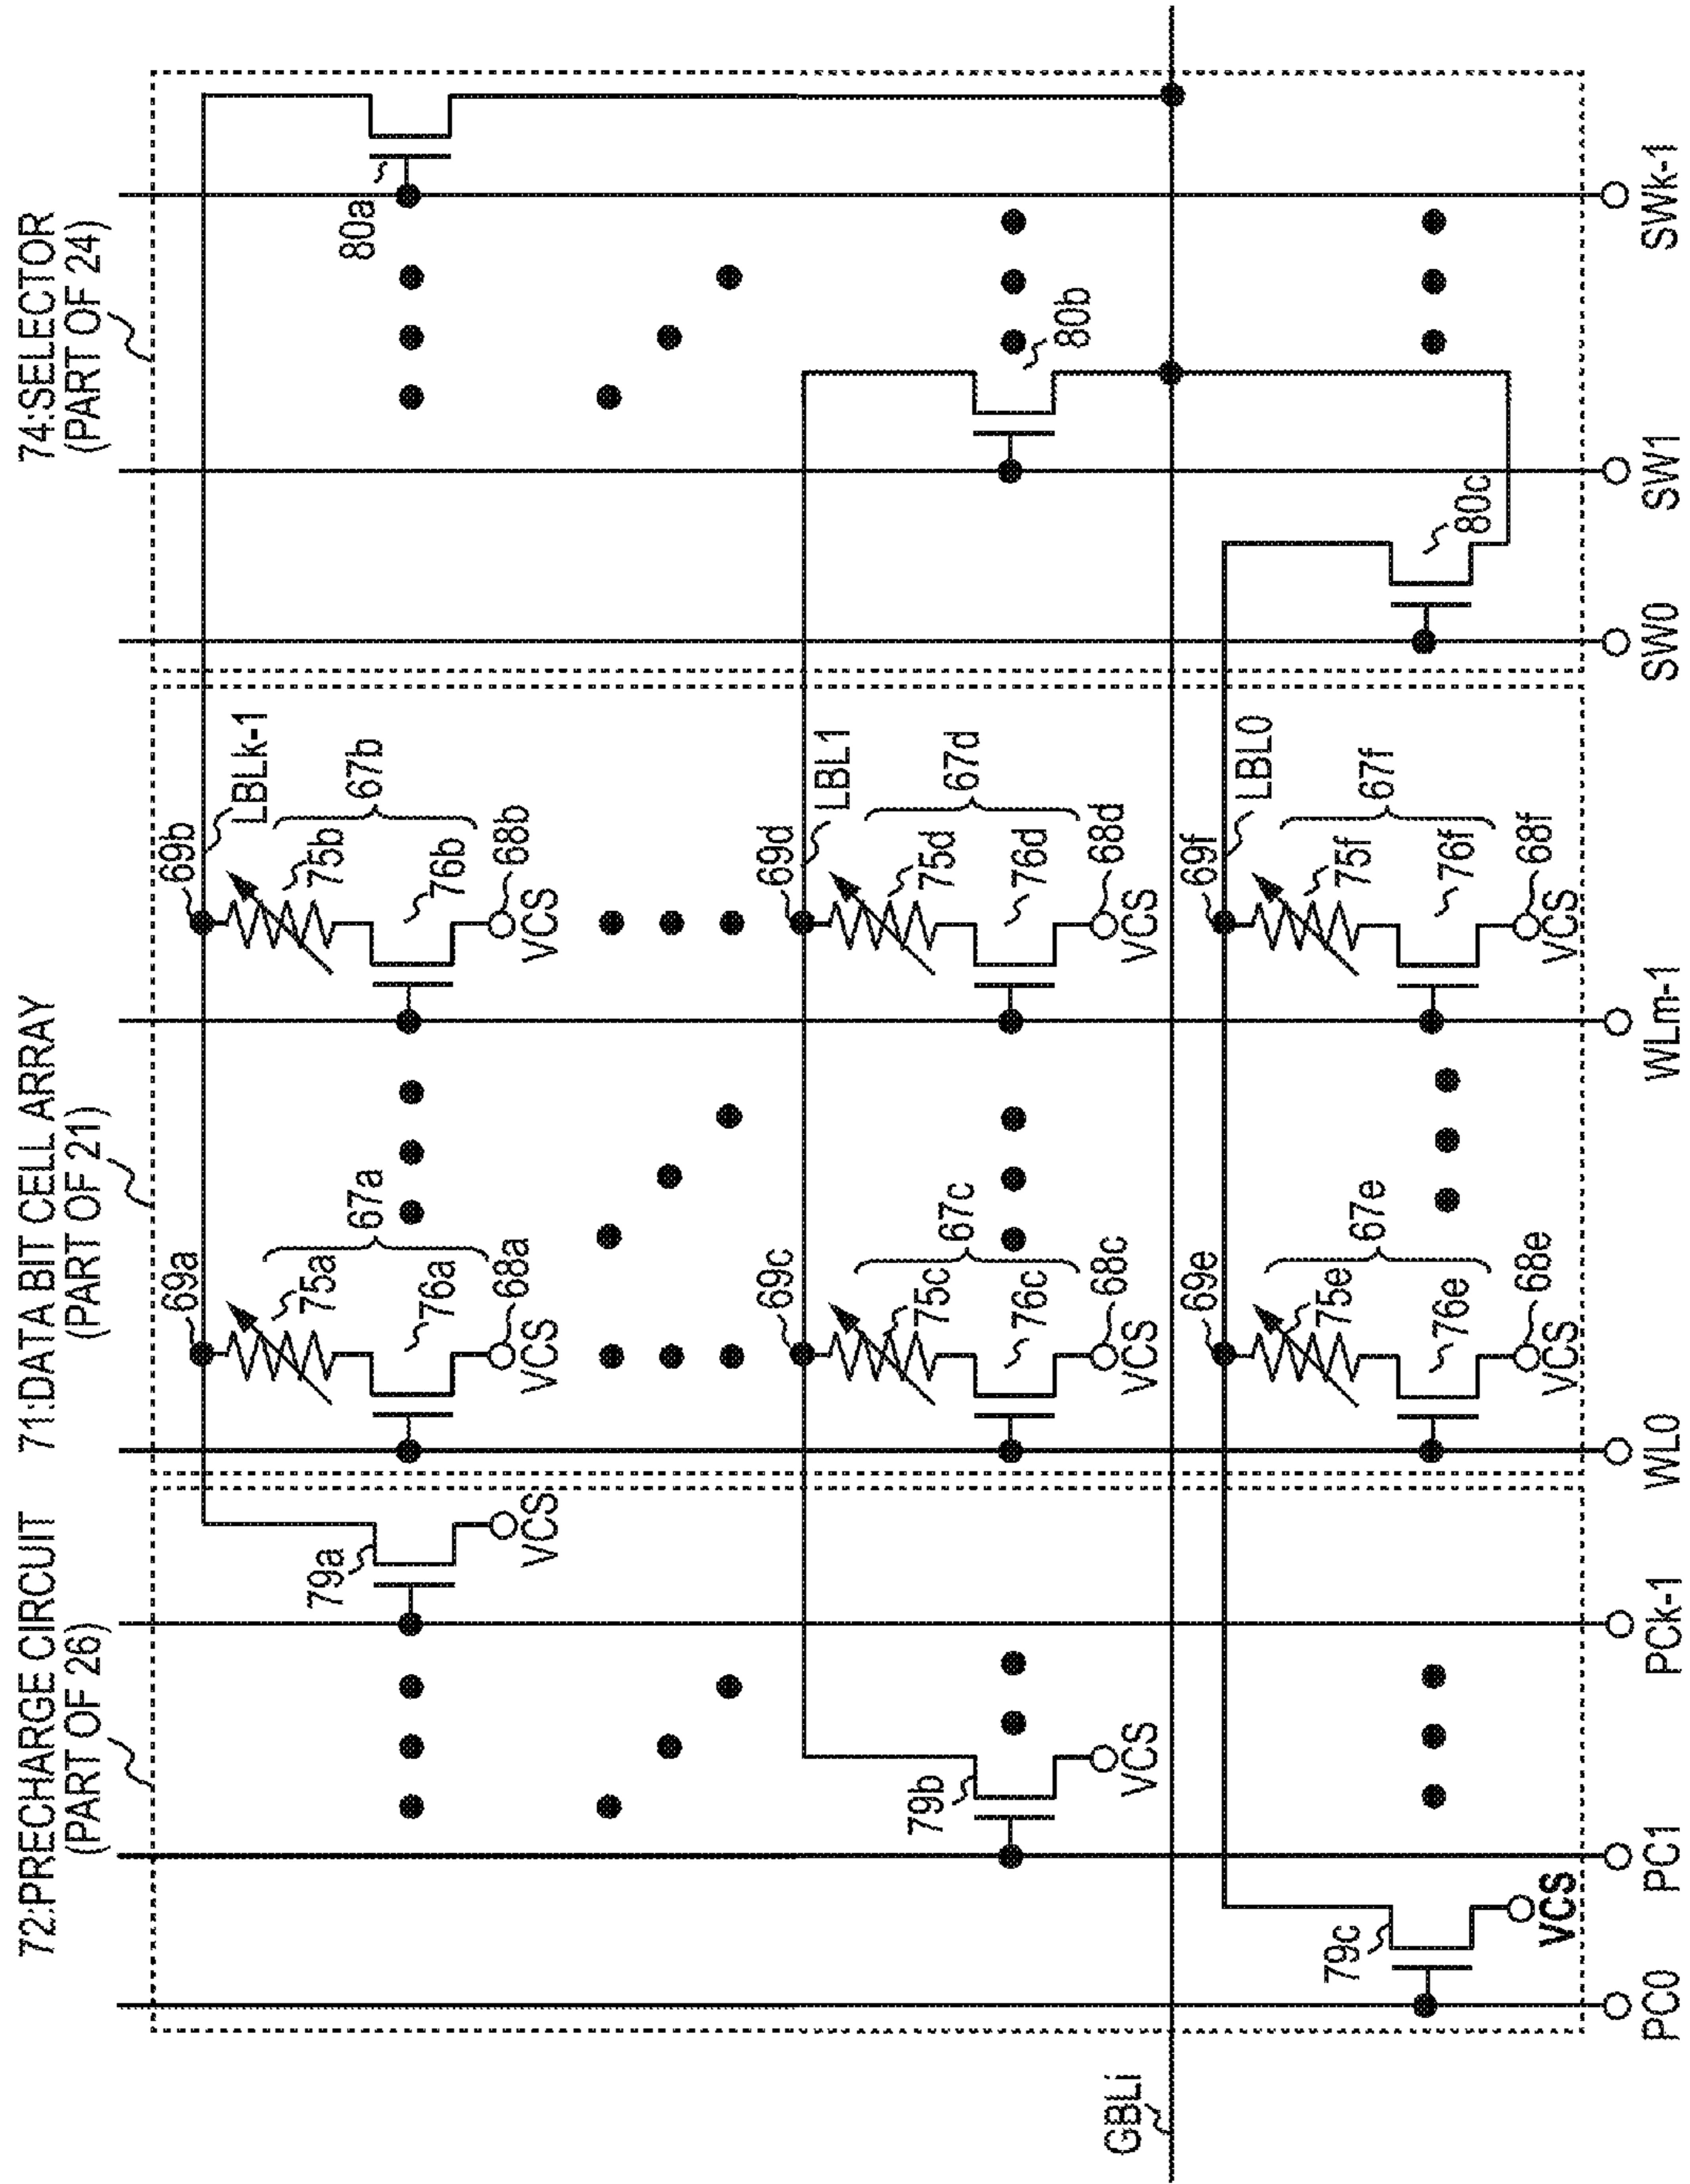 72:PRECHARGE CIRCUIT
(PART OF 26)
71:DATA BIT CELL ARRAY
(PART OF 21)
74:SELECTOR
(PART OF 24)
69a
69b
LBLk-1
79a
VCS
75a
67a
76a
68a
VCS
75b
67b
76b
68b
VCS
80a
69c
69d
LBL1
79b
VCS
75c
67c
76c
68c
VCS
75d
67d
76d
68d
VCS
80b
GBLi
69e
69f
LBL0
79c
VCS
75e
67e
76e
68e
VCS
75f
67f
76f
68f
VCS
80c
PC0
PC1
PCk-1
WL0
WLm-1
SW0
SW1
SWk-1